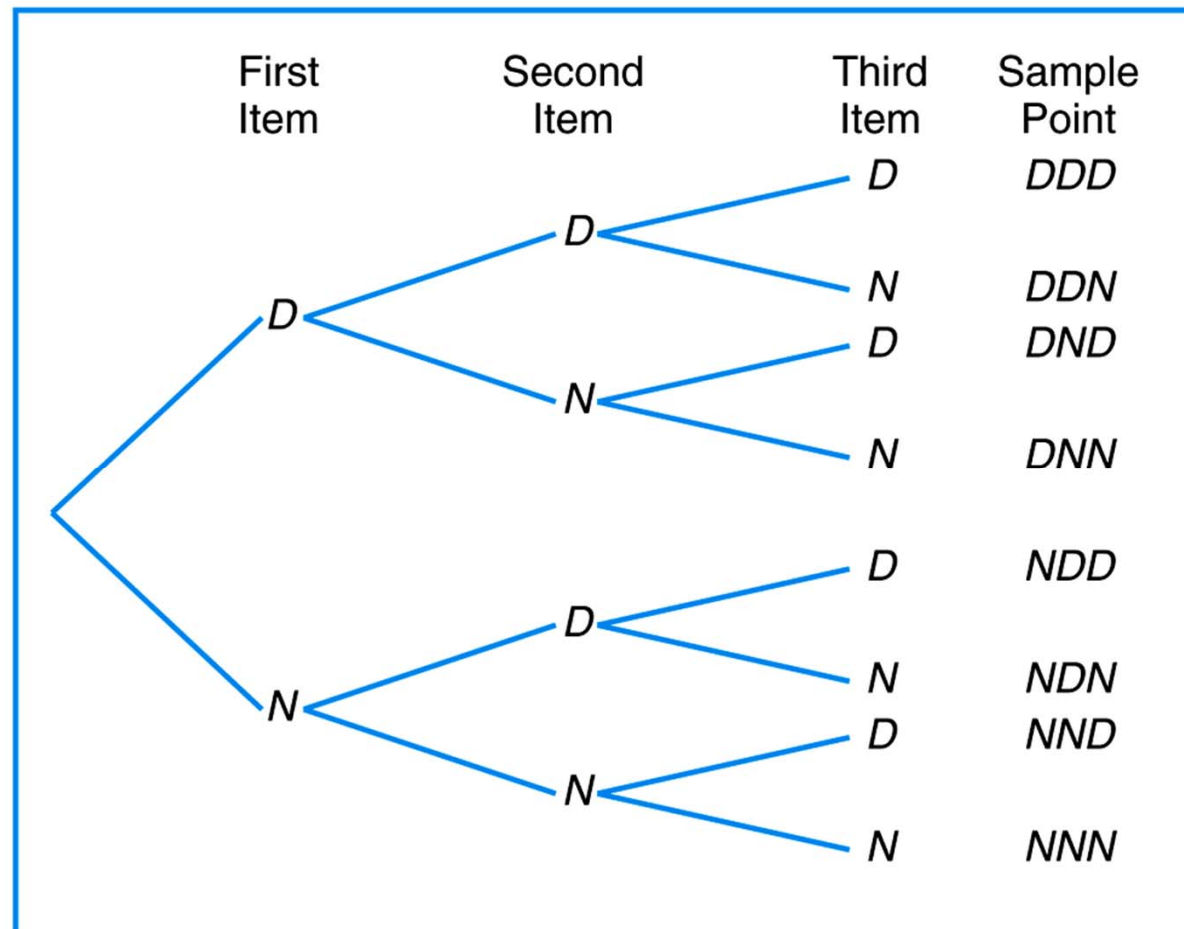 First Second Third Sample
Item Item Item Point
D DDD
D
N DDN
D
D DND
N
N DNN
D NDD
D
N NDN
N
D NND
N
N NNN